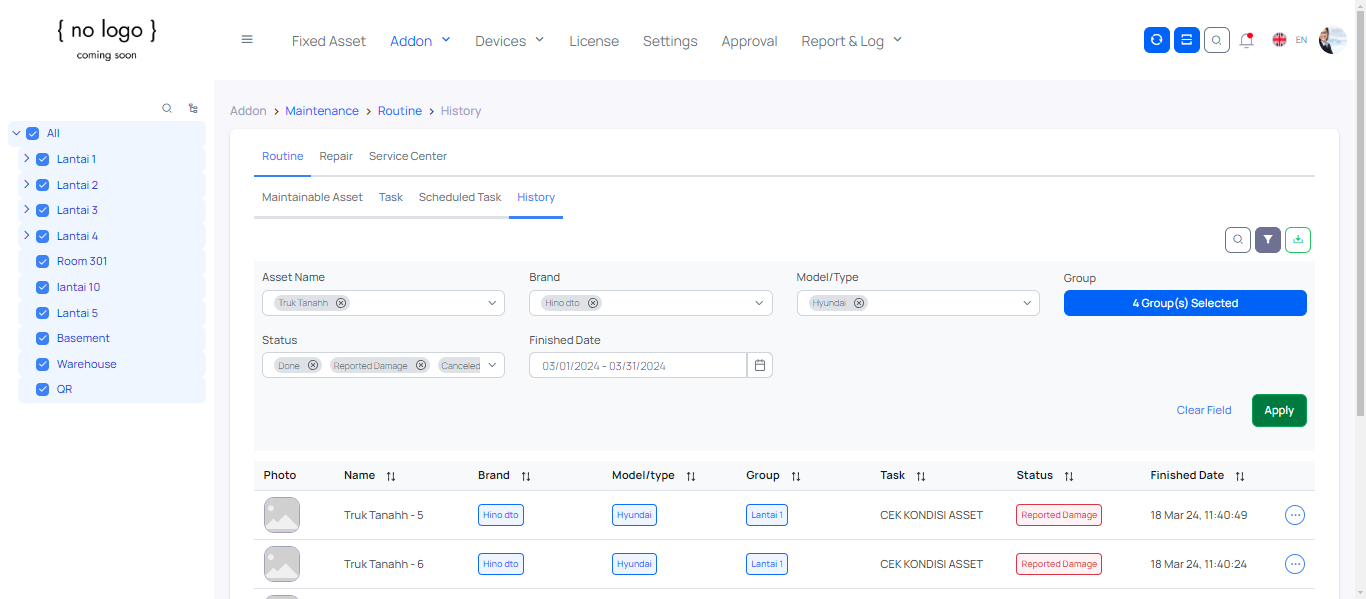 { no logo }
coming soon
Fixed Asset Addon Devices License Settings Approval Report & Log EN
All
Lantai 1
Lantai 2
Lantai 3
Lantai 4
Room 301
lantai 10
Lantai 5
Basement
Warehouse
QR
Addon > Maintenance > Routine > History
Routine Repair Service Center
Maintainable Asset Task Scheduled Task History
Asset Name Brand Model/Type Group
Truk Tanahh Hino dto Hyundai 4 Group(s) Selected
Status Finished Date
Done Reported Damage Canceled 03/01/2024 - 03/31/2024
Clear Field Apply
Photo Name Brand Model/type Group Task Status Finished Date
Truk Tanahh - 5 Hino dto Hyundai Lantai 1 CEK KONDISI ASSET Reported Damage 18 Mar 24, 11:40:49
Truk Tanahh - 6 Hino dto Hyundai Lantai 1 CEK KONDISI ASSET Reported Damage 18 Mar 24, 11:40:24